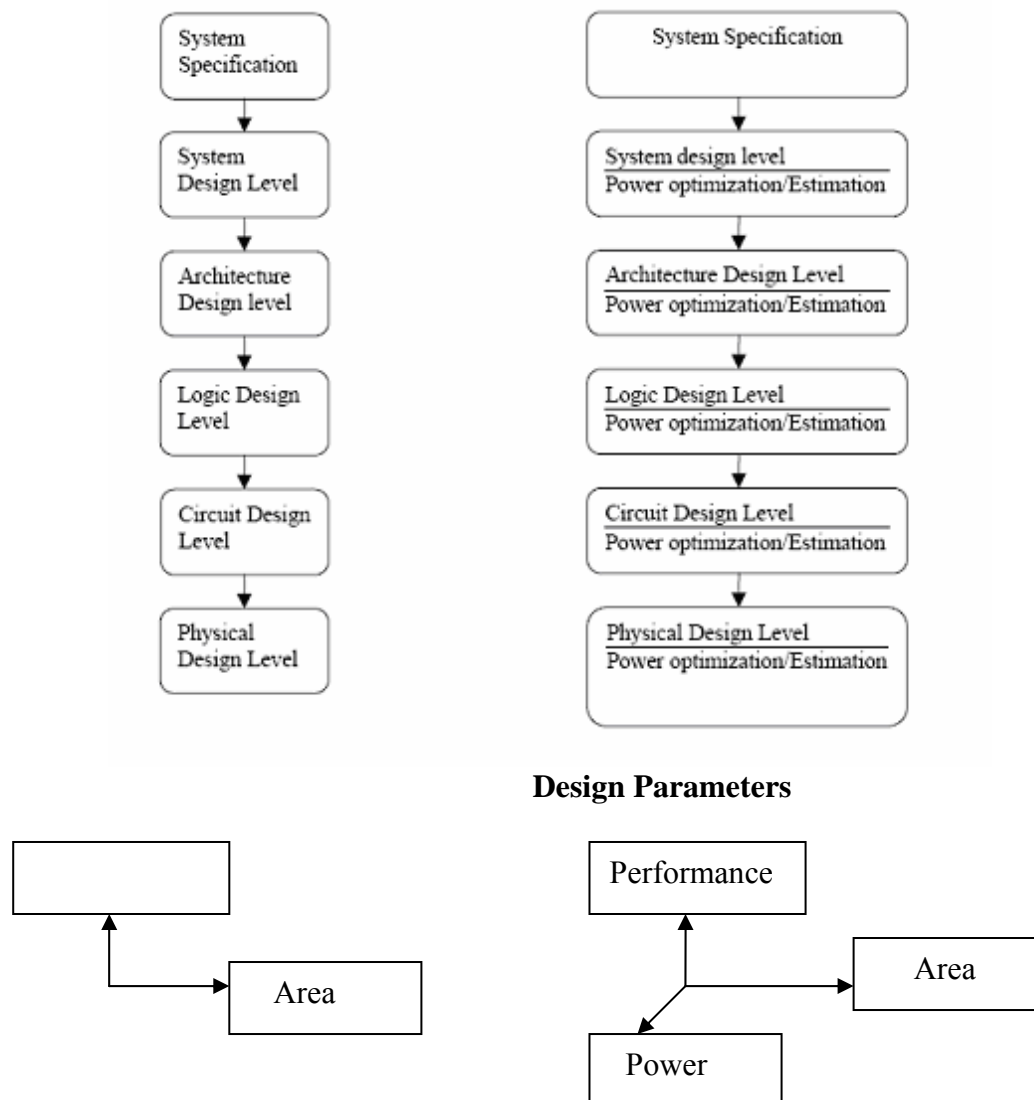 System
Specification
System
Design Level
Architecture
Design level
Logic Design
Level
Circuit Design
Level
Physical
Design Level
System Specification
System design level
Power optimization/Estimation
Architecture Design Level
Power optimization/Estimation
Logic Design Level
Power optimization/Estimation
Circuit Design Level
Power optimization/Estimation
Physical Design Level
Power optimization/Estimation
Design Parameters
Area
Performance
Area
Power